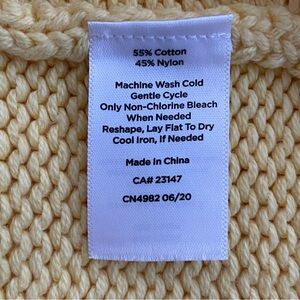 55% Cotton
45% Nylon
Machine Wash Cold
Gentle Cycle
Only Non-Chlorine Bleach
When Needed
Reshape, Lay Flat To Dry
Cool Iron, If Needed
Made in China
CA# 23147
CN4982 06/20